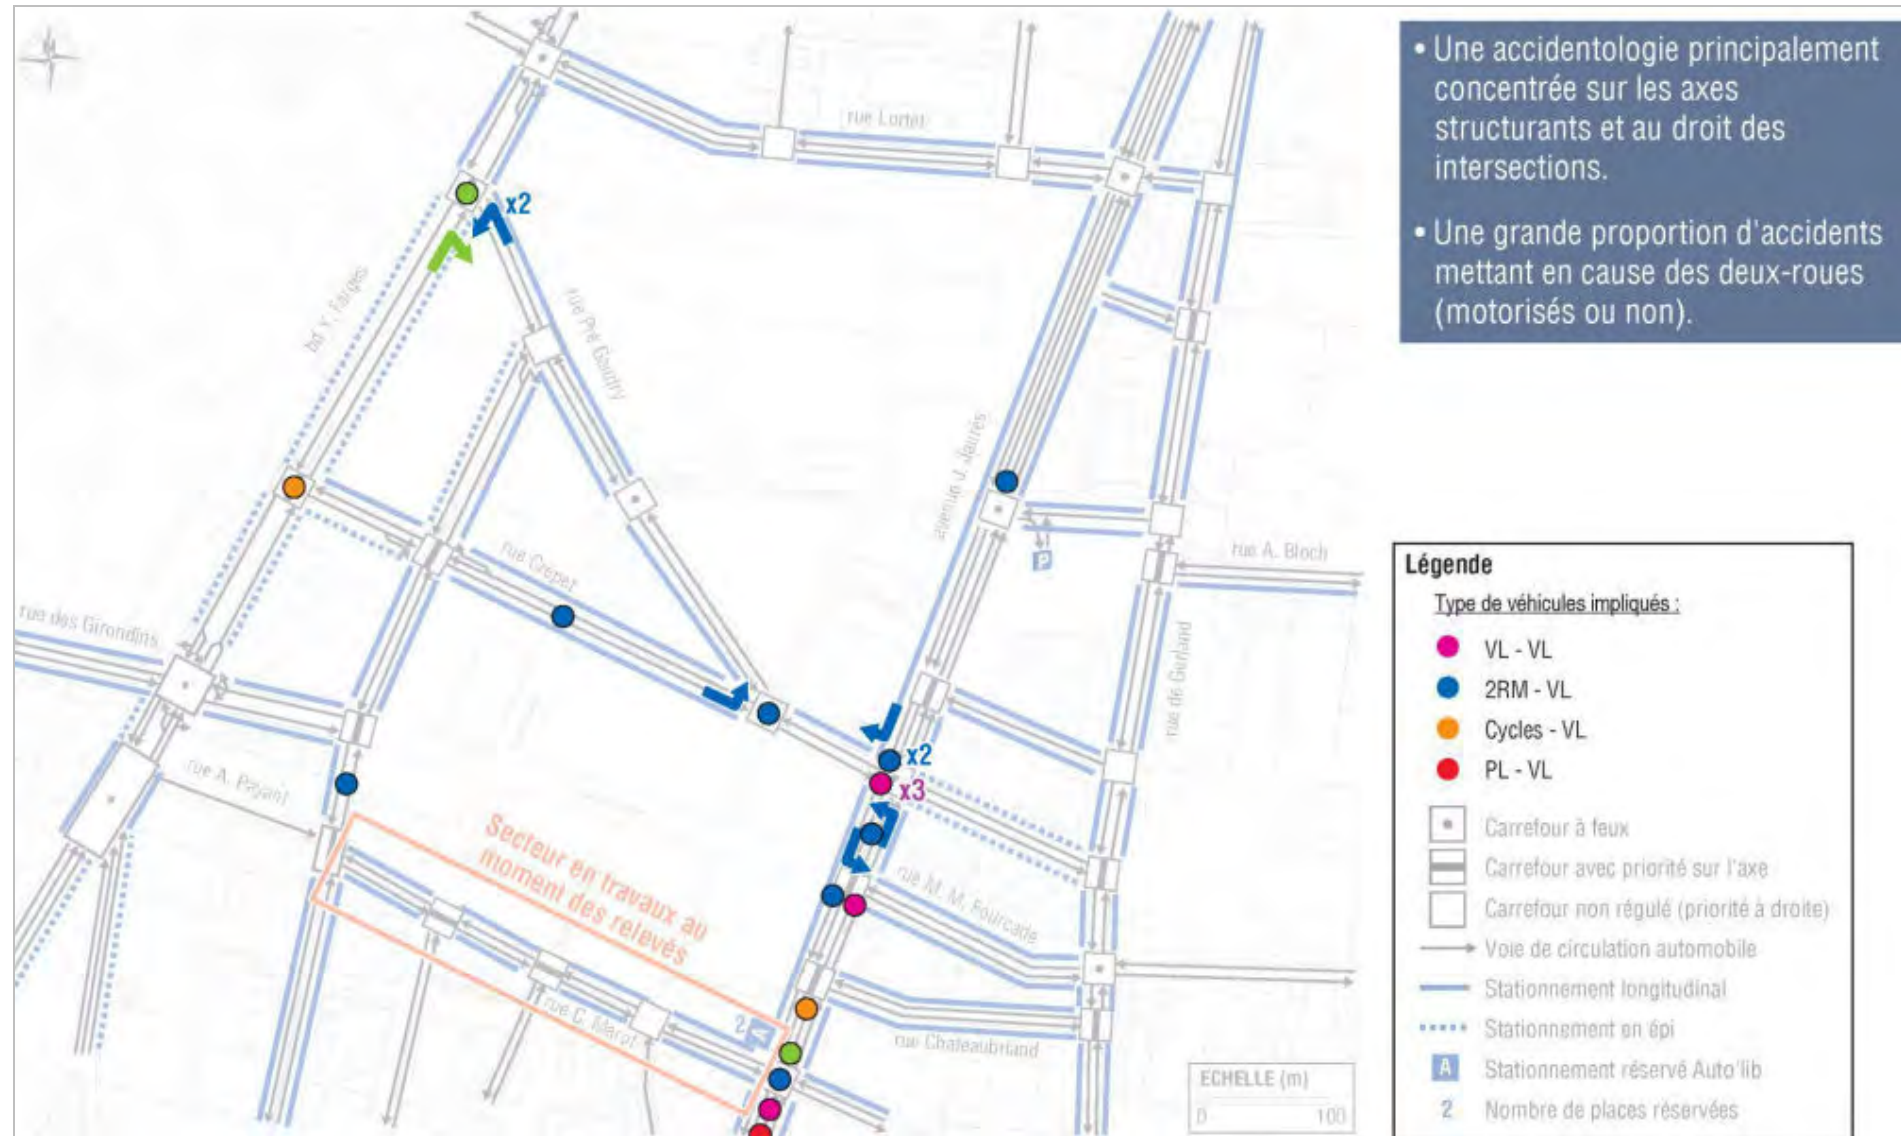 N
• Une accidentologie principalement
concentrée sur les axes
structurants et au droit des
intersections.
• Une grande proportion d'accidents
mettant en cause des deux-roues
(motorisés ou non).
rue Lortet
x2
bd Y. Farges
rue Pré Gaudry
avenue J. Jaurès
rue Crépet
P
rue A. Bloch
rue des Girondins
rue de Gerland
rue A. Payant
x2
x3
Secteur en travaux au
moment des relevés
rue M. M. Fourcade
2 A
rue C. Marot
rue Chateaubriand
ECHELLE (m)
0 100
Légende
Type de véhicules impliqués :
VL - VL
2RM - VL
Cycles - VL
PL - VL
Carrefour à feux
Carrefour avec priorité sur l'axe
Carrefour non régulé (priorité à droite)
Voie de circulation automobile
Stationnement longitudinal
Stationnement en épi
A Stationnement réservé Auto'lib
2 Nombre de places réservées